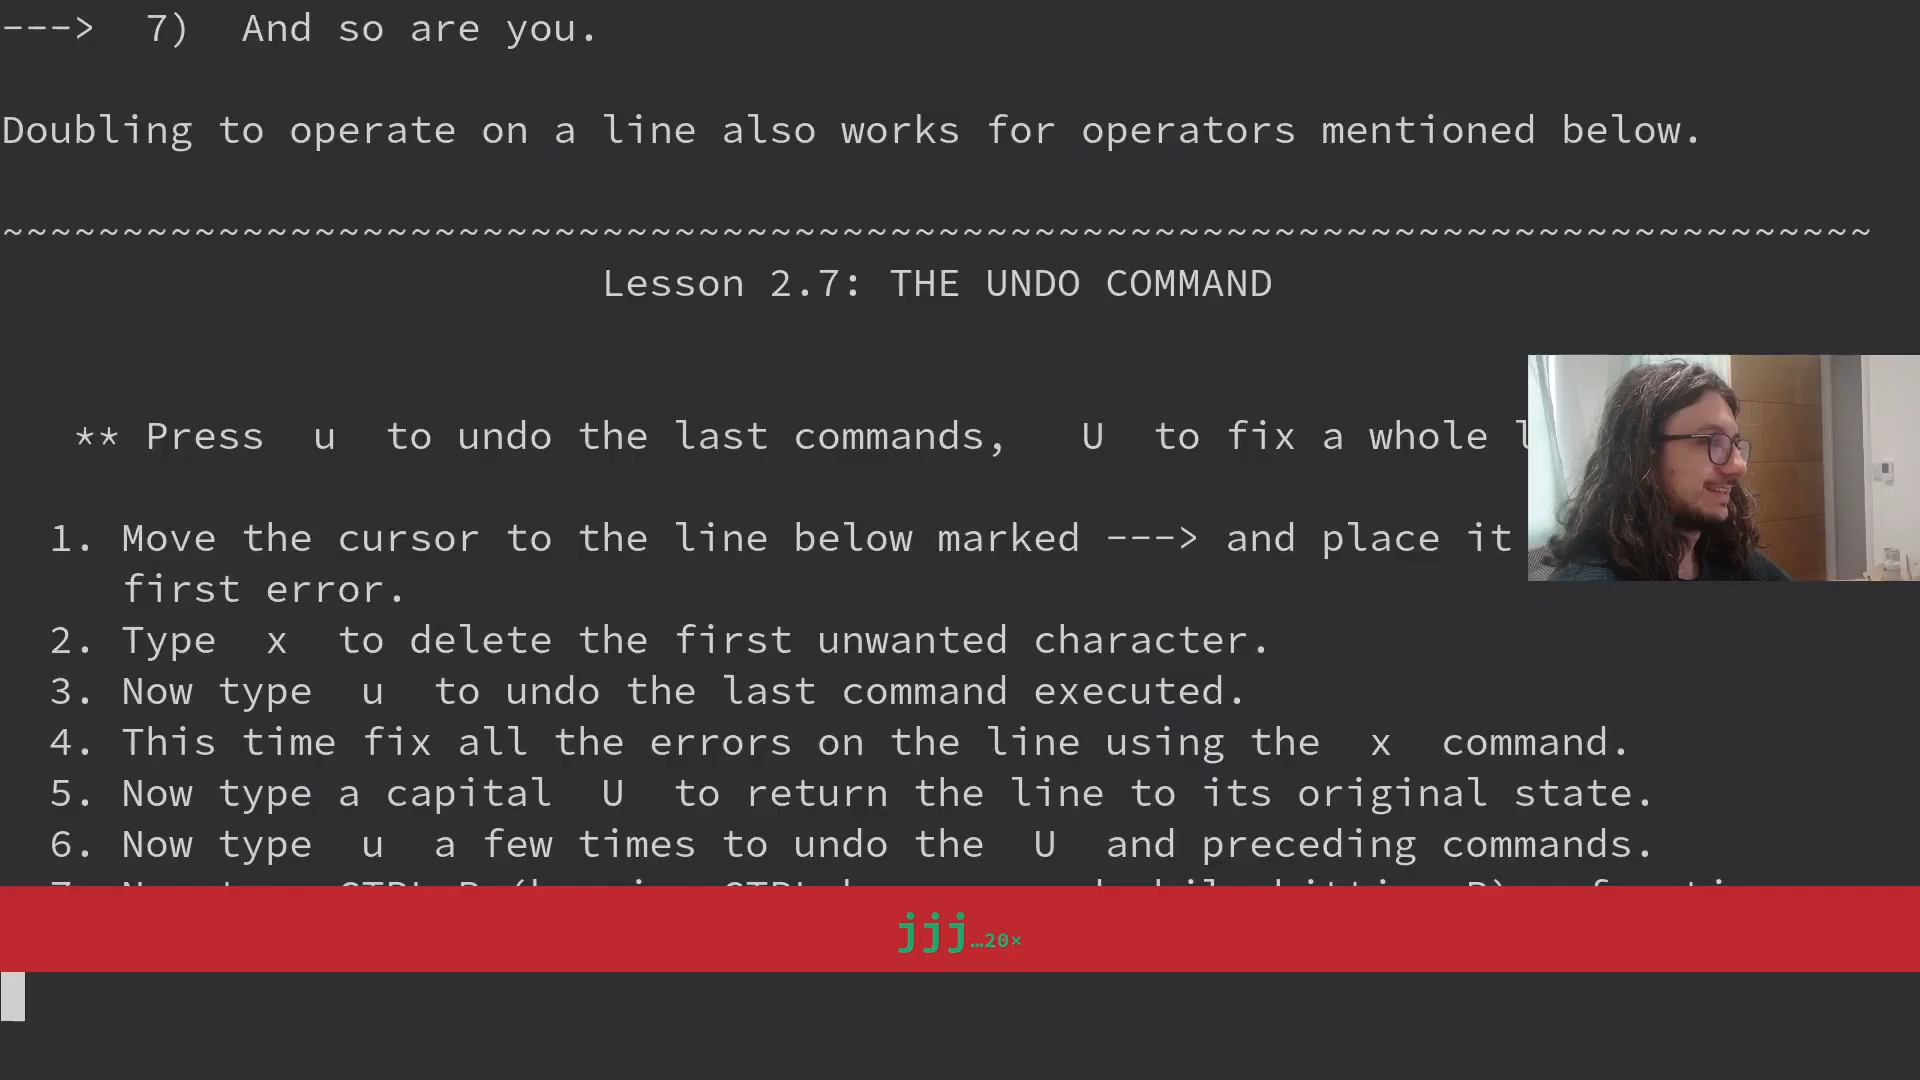 ---> 7) And so are you.
Doubling to operate on a line also works for operators mentioned below.
~~~~~~~~~~~~~~~~~~~~~~~~~~~~~~~~~~~~~~~~~~~~~~~~~~~~~~~~~~~~~~~~~~~~~~~~~~~~~~
Lesson 2.7: THE UNDO COMMAND
** Press u to undo the last commands, U to fix a whole
1. Move the cursor to the line below marked ---> and place it
first error.
2. Type x to delete the first unwanted character.
3. Now type u to undo the last command executed.
4. This time fix all the errors on the line using the x command.
5. Now type a capital U to return the line to its original state.
6. Now type u a few times to undo the U and preceding commands.
jjj…20×